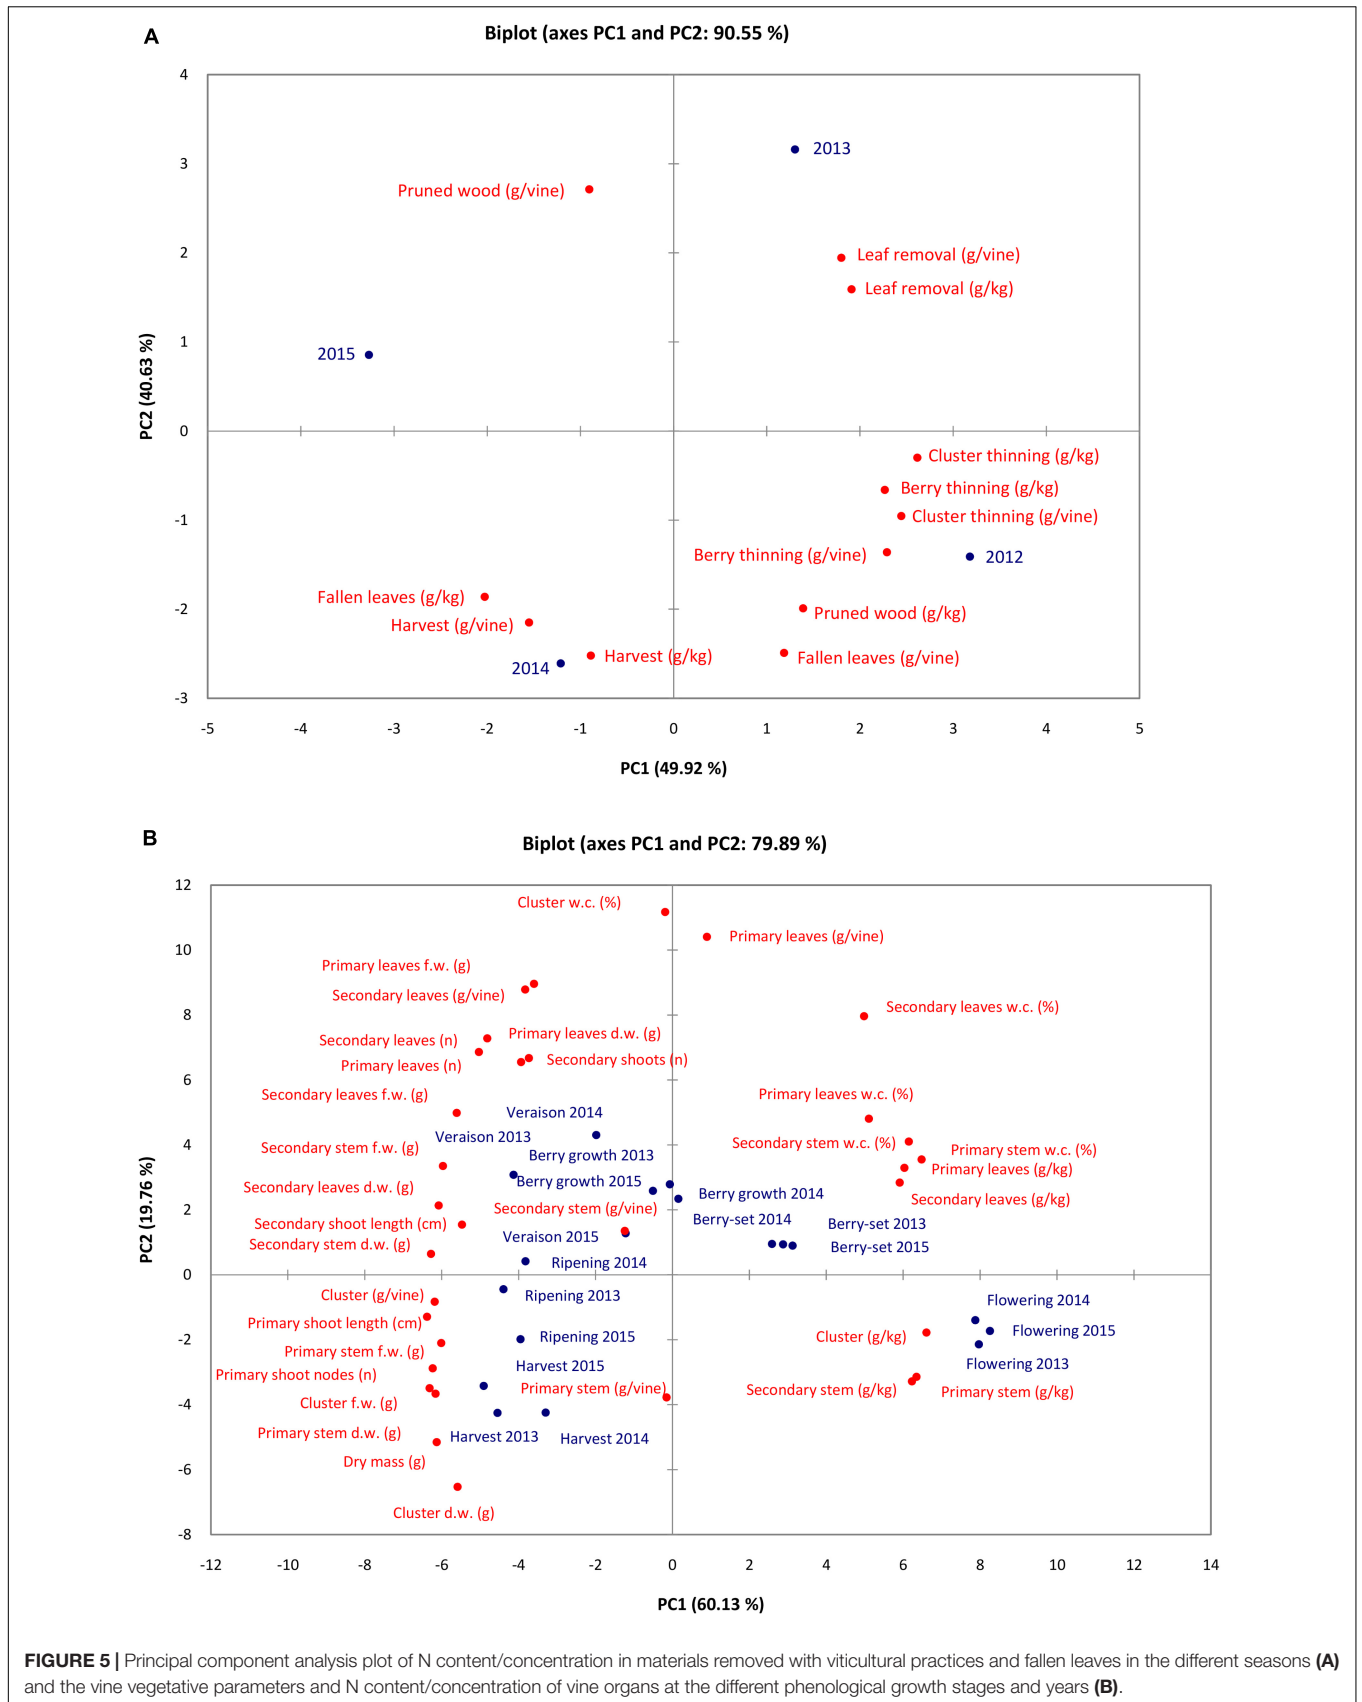 A
Biplot (axes PC1 and PC2: 90.55 %)
4
3
2
1
0
-1
-2
-3
PC2 (40.63 %)
2013
Pruned wood (g/vine)
Leaf removal (g/vine)
Leaf removal (g/kg)
2015
Cluster thinning (g/kg)
Berry thinning (g/kg)
Cluster thinning (g/vine)
Berry thinning (g/vine)
2012
Fallen leaves (g/kg)
Pruned wood (g/kg)
Harvest (g/vine)
2014
Harvest (g/kg)
Fallen leaves (g/vine)
-5 -4 -3 -2 -1 0 1 2 3 4 5
PC1 (49.92 %)
B
Biplot (axes PC1 and PC2: 79.89 %)
12
10
8
6
4
2
0
-2
-4
-6
-8
PC2 (19.76 %)
Cluster w.c. (%)
Primary leaves (g/vine)
Primary leaves f.w. (g)
Secondary leaves (g/vine)
Secondary leaves w.c. (%)
Primary leaves d.w. (g)
Secondary leaves (n)
Secondary shoots (n)
Primary leaves (n)
Secondary leaves f.w. (g)
Primary leaves w.c. (%)
Veraison 2014
Veraison 2013
Secondary stem w.c. (%)
Secondary stem f.w. (g)
Primary stem w.c. (%)
Berry growth 2013
Primary leaves (g/kg)
Berry growth 2015
Secondary leaves d.w. (g)
Berry growth 2014
Secondary leaves (g/kg)
Secondary stem (g/vine)
Berry-set 2014
Secondary shoot length (cm)
Berry-set 2013
Veraison 2015
Secondary stem d.w. (g)
Berry-set 2015
Ripening 2014
Cluster (g/vine)
Ripening 2013
Flowering 2014
Primary shoot length (cm)
Flowering 2015
Ripening 2015
Cluster (g/kg)
Primary stem f.w. (g)
Harvest 2015
Flowering 2013
Primary shoot nodes (n)
Primary stem (g/vine)
Secondary stem (g/kg)
Primary stem (g/kg)
Cluster f.w. (g)
Primary stem d.w. (g)
Harvest 2013
Harvest 2014
Dry mass (g)
Cluster d.w. (g)
-12 -10 -8 -6 -4 -2 0 2 4 6 8 10 12 14
PC1 (60.13 %)
FIGURE 5 | Principal component analysis plot of N content/concentration in materials removed with viticultural practices and fallen leaves in the different seasons (A)
and the vine vegetative parameters and N content/concentration of vine organs at the different phenological growth stages and years (B).